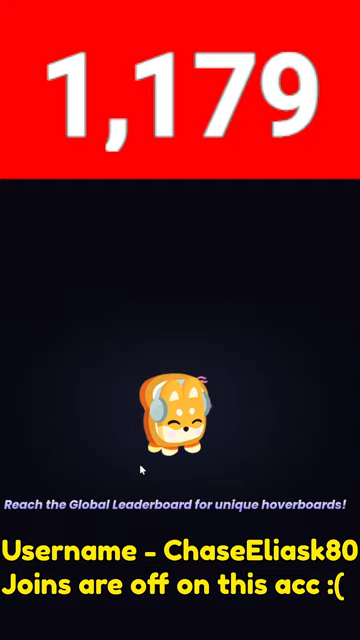 1,179
Reach the Global Leaderboard for unique hoverboards!
Username - ChaseEliask80
Joins are off on this acc :(